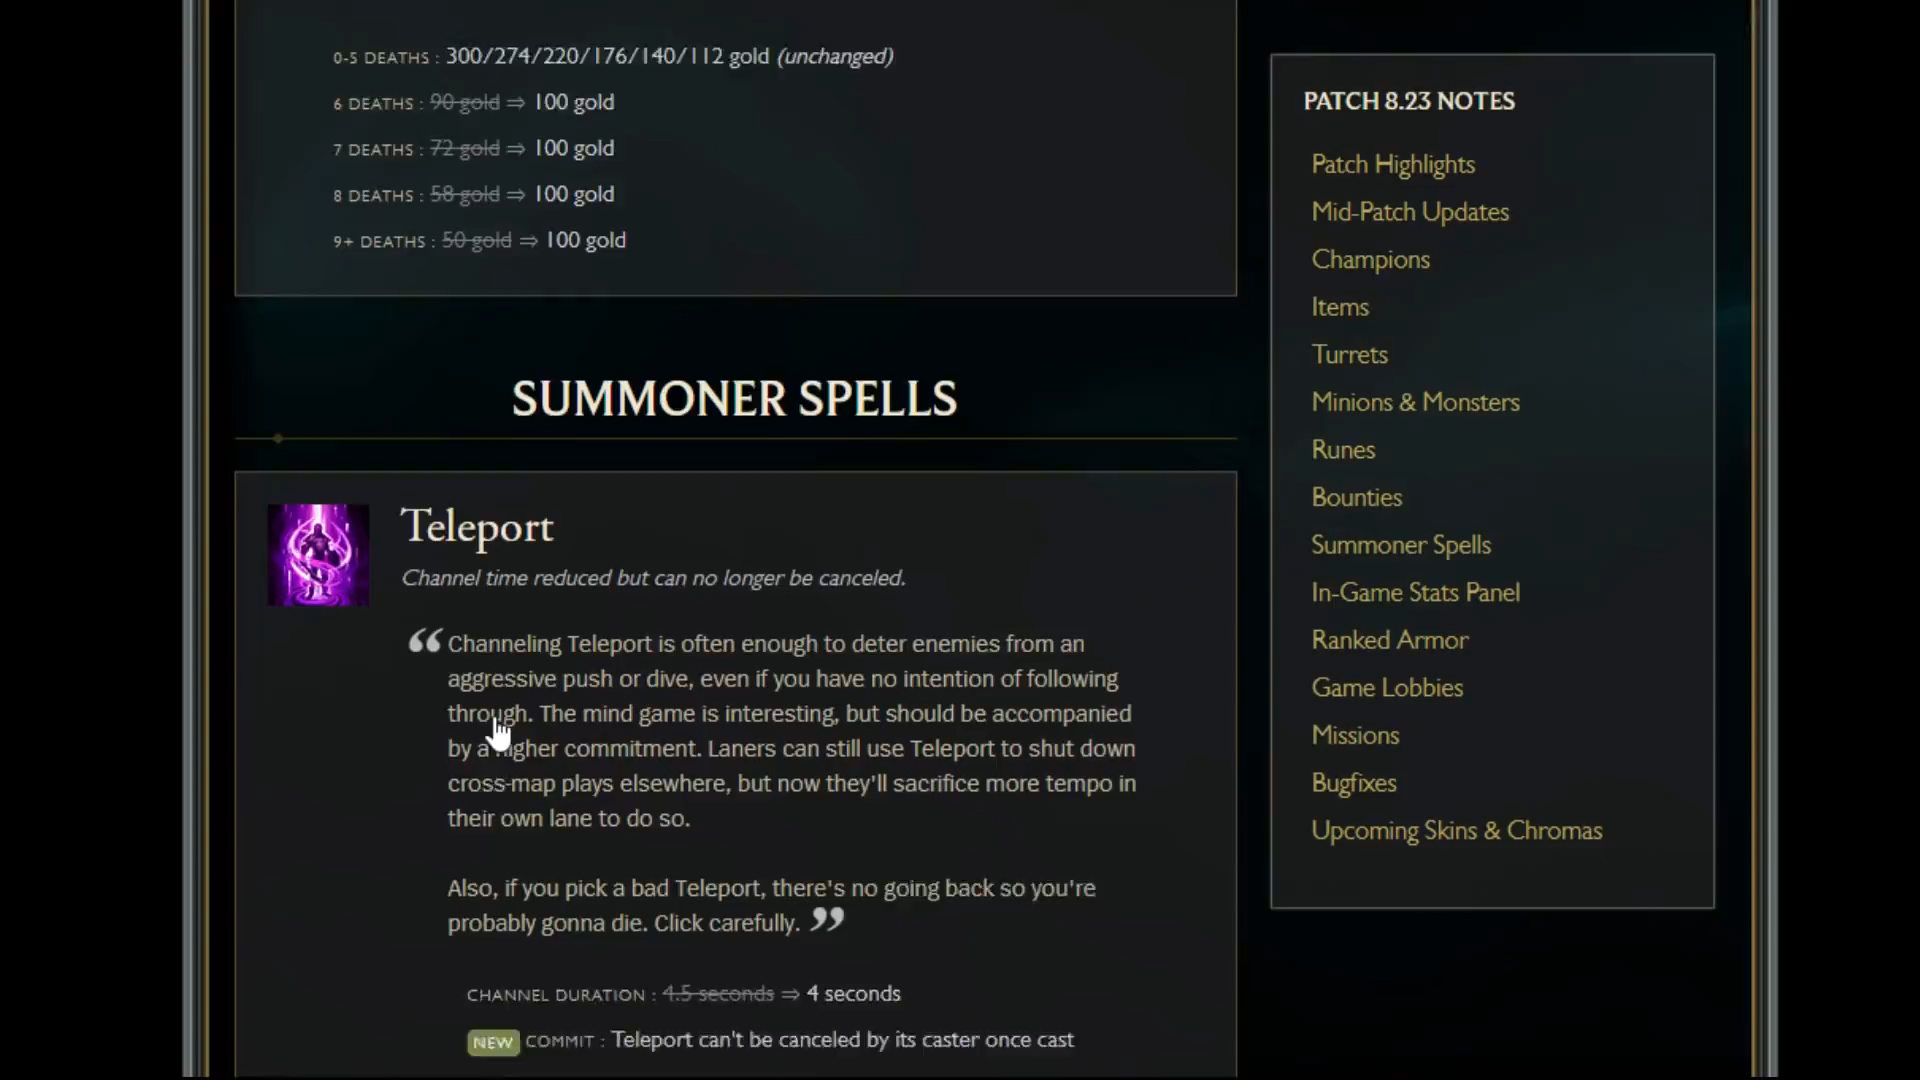 0-5 DEATHS : 300/274/220/176/140/112 gold (unchanged)
6 DEATHS : 90 gold ⇒ 100 gold
7 DEATHS : 72 gold ⇒ 100 gold
8 DEATHS : 58 gold ⇒ 100 gold
9+ DEATHS : 50 gold ⇒ 100 gold
SUMMONER SPELLS
Teleport
Channel time reduced but can no longer be canceled.
“ Channeling Teleport is often enough to deter enemies from an
aggressive push or dive, even if you have no intention of following
through. The mind game is interesting, but should be accompanied
by a higher commitment. Laners can still use Teleport to shut down
cross-map plays elsewhere, but now they'll sacrifice more tempo in
their own lane to do so.
Also, if you pick a bad Teleport, there's no going back so you're
probably gonna die. Click carefully. ”
CHANNEL DURATION : 4.5 seconds ⇒ 4 seconds
NEW COMMIT : Teleport can't be canceled by its caster once cast
PATCH 8.23 NOTES
Patch Highlights
Mid-Patch Updates
Champions
Items
Turrets
Minions & Monsters
Runes
Bounties
Summoner Spells
In-Game Stats Panel
Ranked Armor
Game Lobbies
Missions
Bugfixes
Upcoming Skins & Chromas